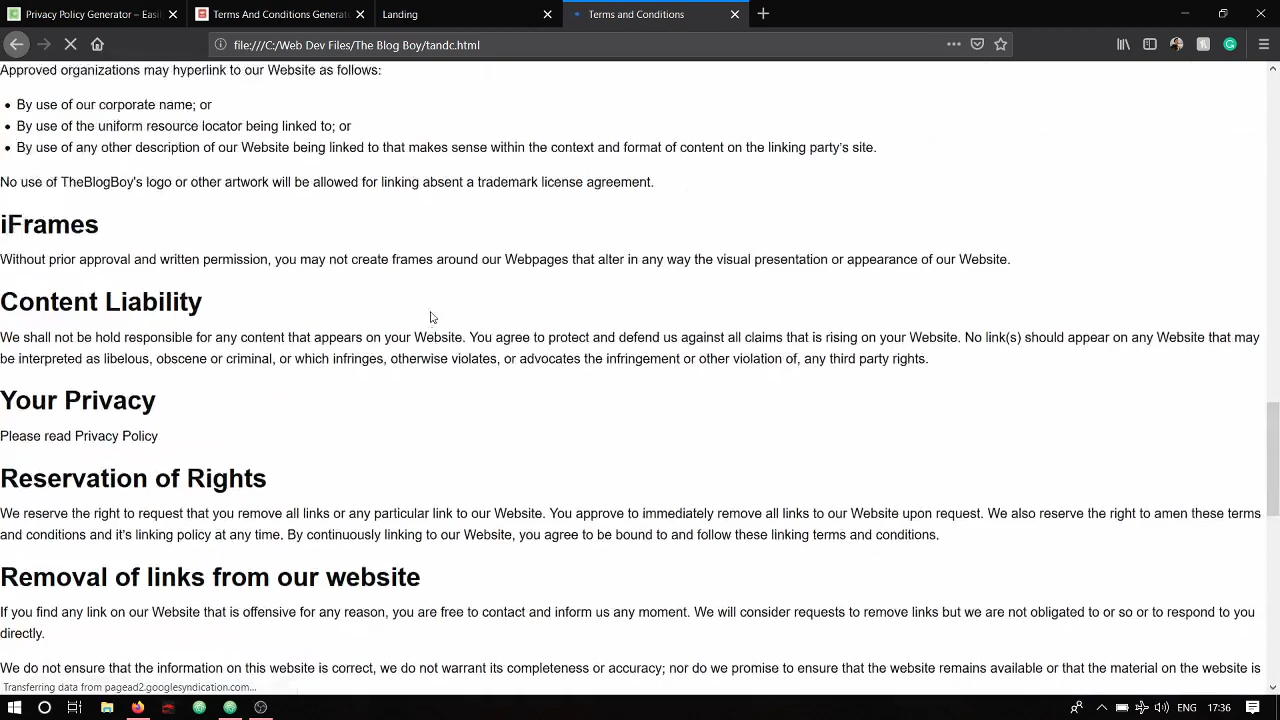 Privacy Policy Generator – Easily
Terms And Conditions Generato
Landing
Terms and Conditions
file:///C:/Web Dev Files/The Blog Boy/tandc.html
Approved organizations may hyperlink to our Website as follows:
By use of our corporate name; or
By use of the uniform resource locator being linked to; or
By use of any other description of our Website being linked to that makes sense within the context and format of content on the linking party's site.
No use of TheBlogBoy's logo or other artwork will be allowed for linking absent a trademark license agreement.
iFrames
Without prior approval and written permission, you may not create frames around our Webpages that alter in any way the visual presentation or appearance of our Website.
Content Liability
We shall not be hold responsible for any content that appears on your Website. You agree to protect and defend us against all claims that is rising on your Website. No link(s) should appear on any Website that may
be interpreted as libelous, obscene or criminal, or which infringes, otherwise violates, or advocates the infringement or other violation of, any third party rights.
Your Privacy
Please read Privacy Policy
Reservation of Rights
We reserve the right to request that you remove all links or any particular link to our Website. You approve to immediately remove all links to our Website upon request. We also reserve the right to amen these terms
and conditions and it's linking policy at any time. By continuously linking to our Website, you agree to be bound to and follow these linking terms and conditions.
Removal of links from our website
If you find any link on our Website that is offensive for any reason, you are free to contact and inform us any moment. We will consider requests to remove links but we are not obligated to or so or to respond to you
directly.
We do not ensure that the information on this website is correct, we do not warrant its completeness or accuracy; nor do we promise to ensure that the website remains available or that the material on the website is
Transferring data from pagead2.googlesyndication.com...
ENG
17:36